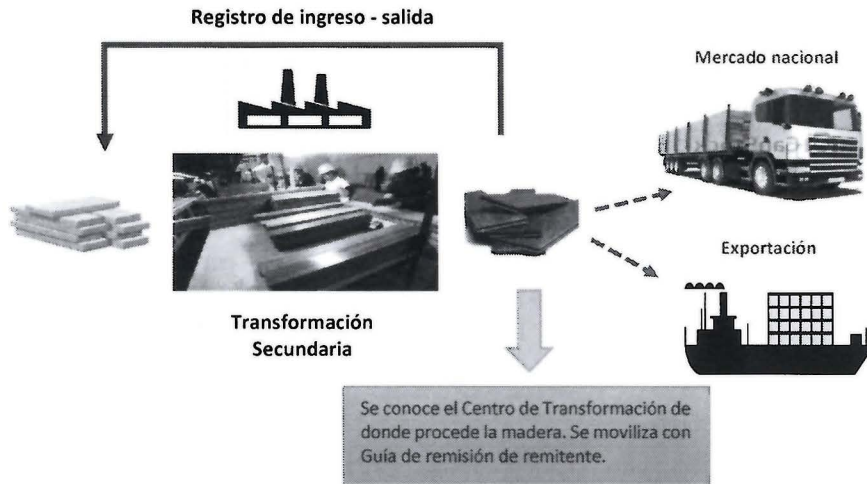 Registro de ingreso - salida
Mercado nacional
Exportación
Transformación
Secundaria
Se conoce el Centro de Transformación de
donde procede la madera. Se moviliza con
Guía de remisión de remitente.